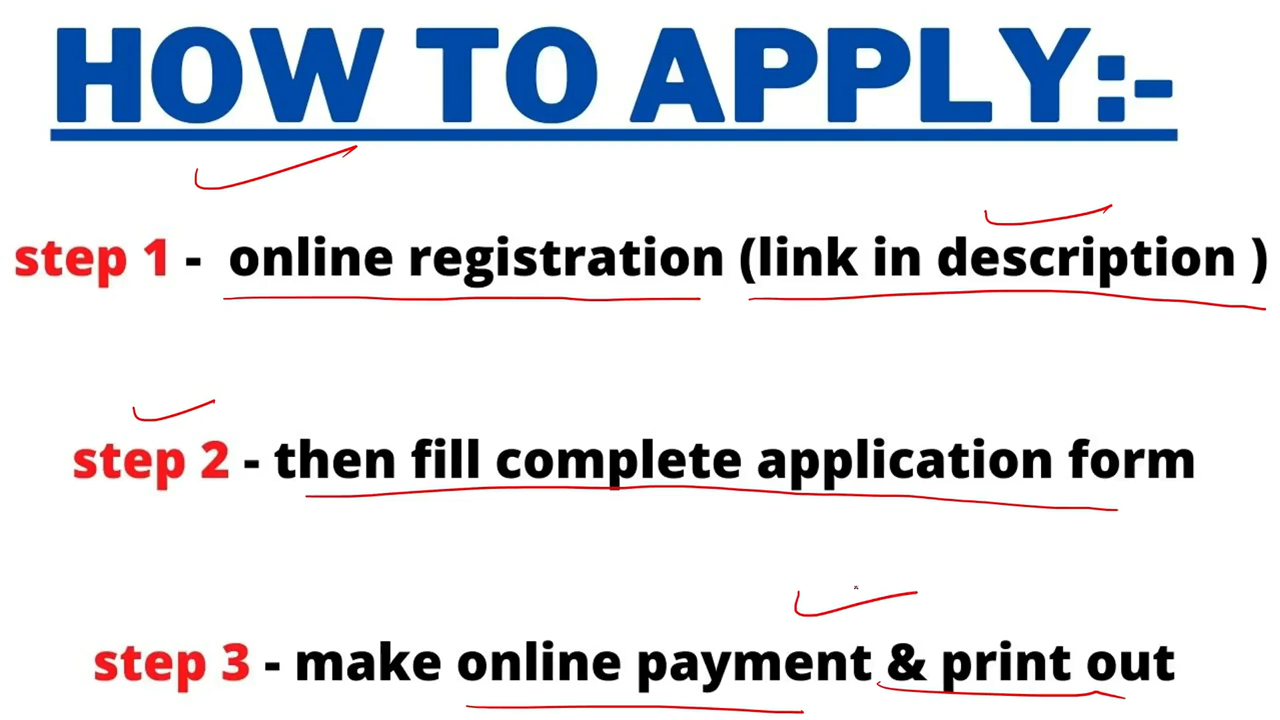 HOW TO APPLY:-
step 1 - online registration (link in description )
step 2 - then fill complete application form
step 3 - make online payment & print out